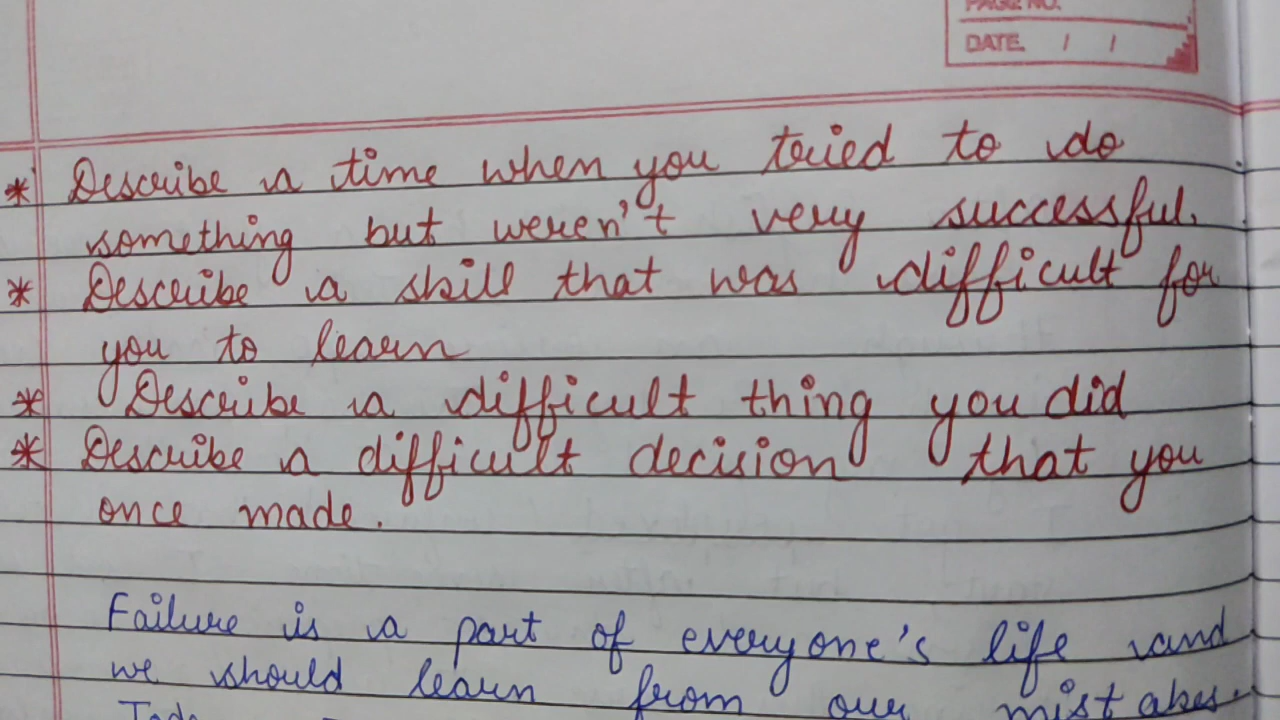 PAGE NO.
DATE / /
* Describe a time when you tried to do
something but weren't very successful.
* Describe a skill that was difficult for
you to learn
* Describe a difficult thing you did
* Describe a difficult decision that you
once made.
Failure is a part of everyone's life and
we should learn from our mistakes.